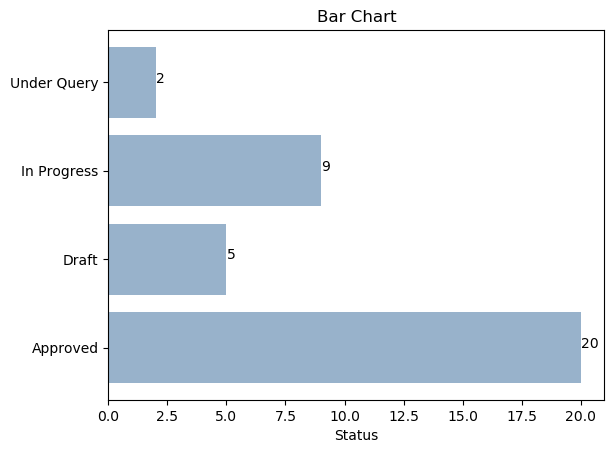 Bar Chart
Under Query
2
In Progress
9
Draft
5
Approved
20
0.0 2.5 5.0 7.5 10.0 12.5 15.0 17.5 20.0
Status